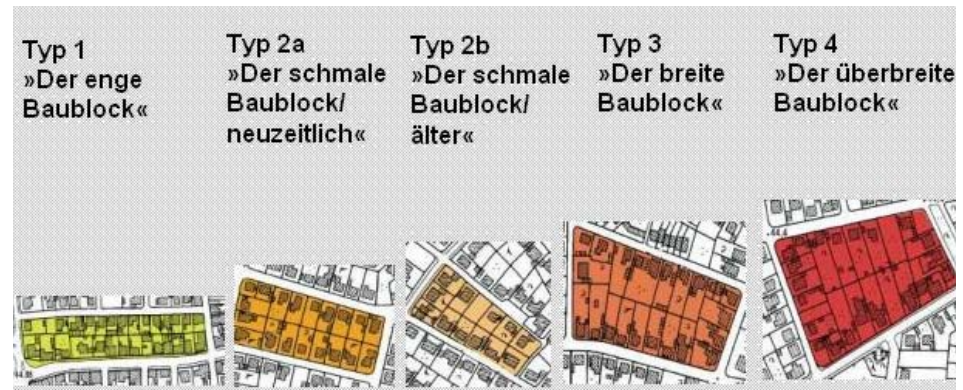 Typ 1
»Der enge
Baublock«
Typ 2a
»Der schmale
Baublock/
neuzeitlich«
Typ 2b
»Der schmale
Baublock/
älter«
Typ 3
»Der breite
Baublock«
Typ 4
»Der überbreite
Baublock«